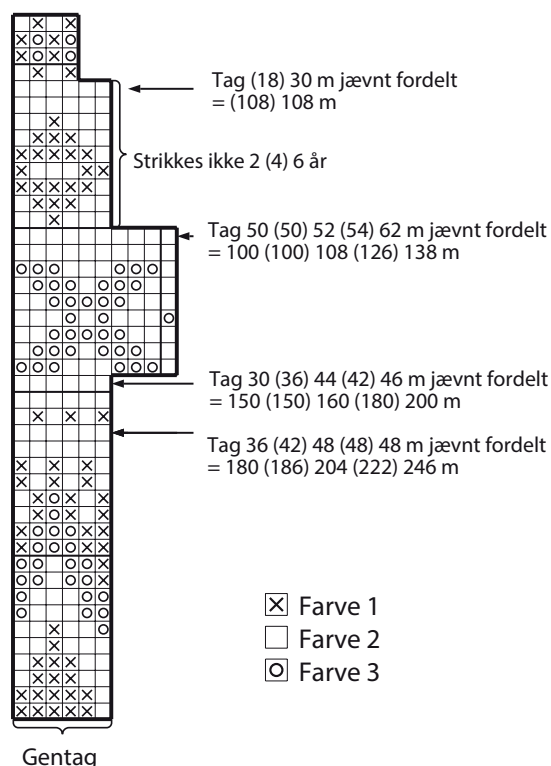 Tag (18) 30 m jævnt fordelt
= (108) 108 m
Strikkes ikke 2 (4) 6 år
Tag 50 (50) 52 (54) 62 m jævnt fordelt
= 100 (100) 108 (126) 138 m
Tag 30 (36) 44 (42) 46 m jævnt fordelt
= 150 (150) 160 (180) 200 m
Tag 36 (42) 48 (48) 48 m jævnt fordelt
= 180 (186) 204 (222) 246 m
Farve 1
Farve 2
Farve 3
Gentag